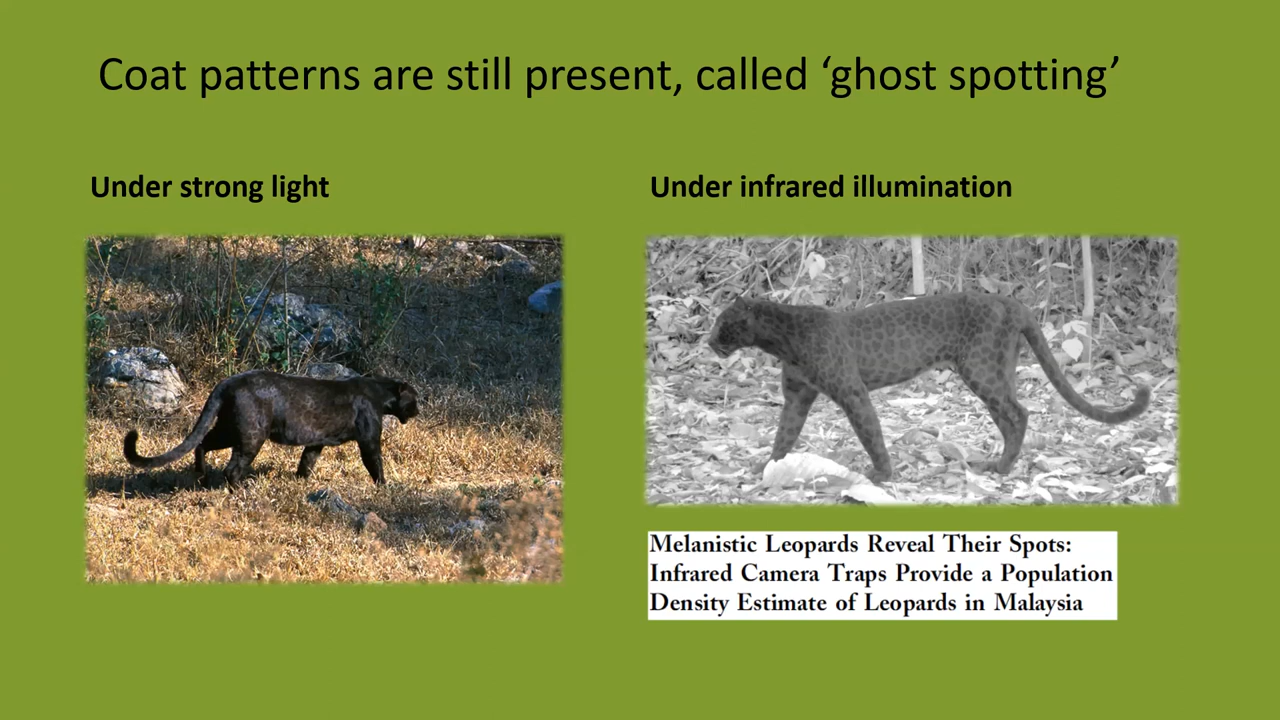 Coat patterns are still present, called ‘ghost spotting’
Under strong light
Under infrared illumination
Melanistic Leopards Reveal Their Spots:
Infrared Camera Traps Provide a Population
Density Estimate of Leopards in Malaysia